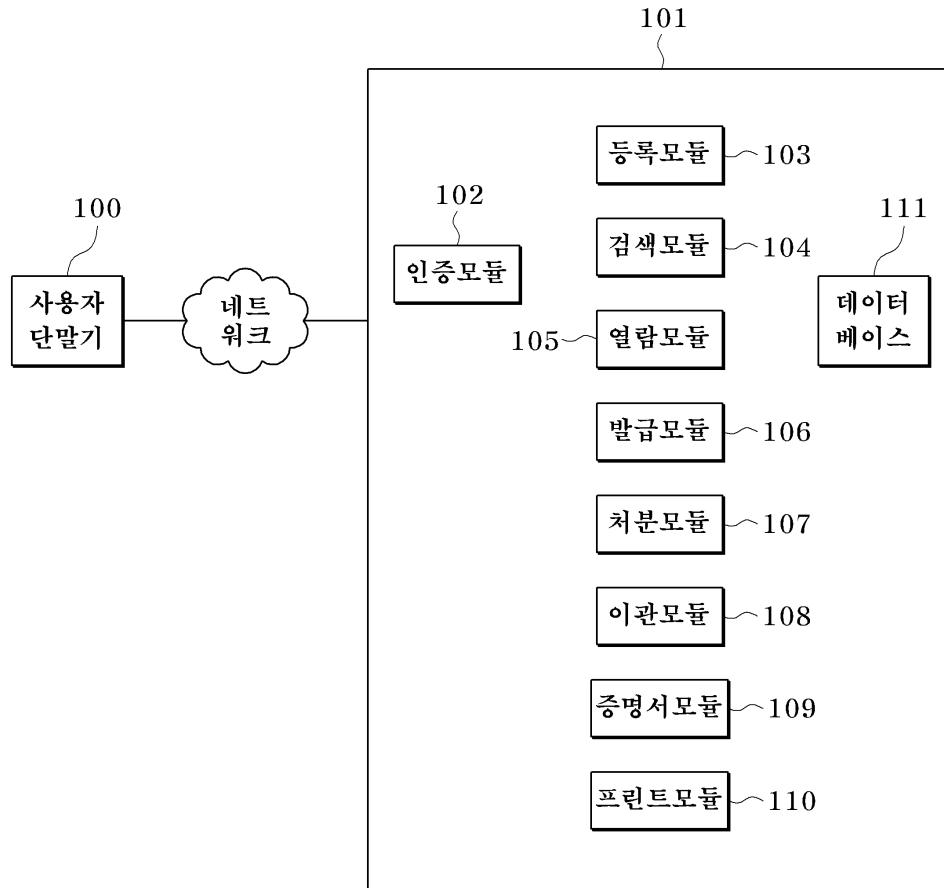 101
등록모듈
103
102
100
111
검색모듈
104
인증모듈
사용자
단말기
네트
워크
데이터
베이스
105
열람모듈
발급모듈
106
처분모듈
107
이관모듈
108
증명서모듈
109
프린트모듈
110